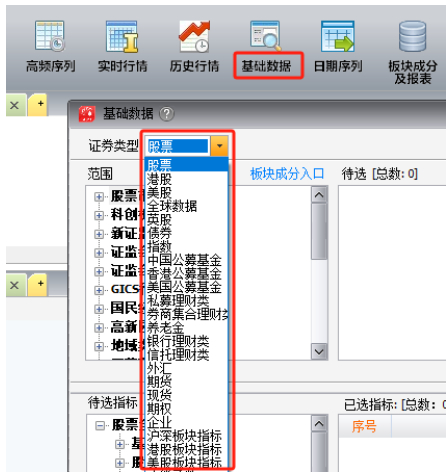 高频序列 实时行情 历史行情 基础数据 日期序列 板块成分
及报表
基础数据
证券类型 股票
范围 板块成分入口 待选 [总数: 0]
股票
港股
美股
全球数据
英股
债券
指数
中国公募基金
香港公募基金
美国公募基金
私募理财类
券商集合理财类
养老金
银行理财类
信托理财类
外汇
期货
现货
期权
企业
沪深板块指标
港股板块指标
美股板块指标
股票
科创
新证
证监会
证监会
GICS
国民
高新
地域
待选指标 已选指标: [总数: 0
股票
序号